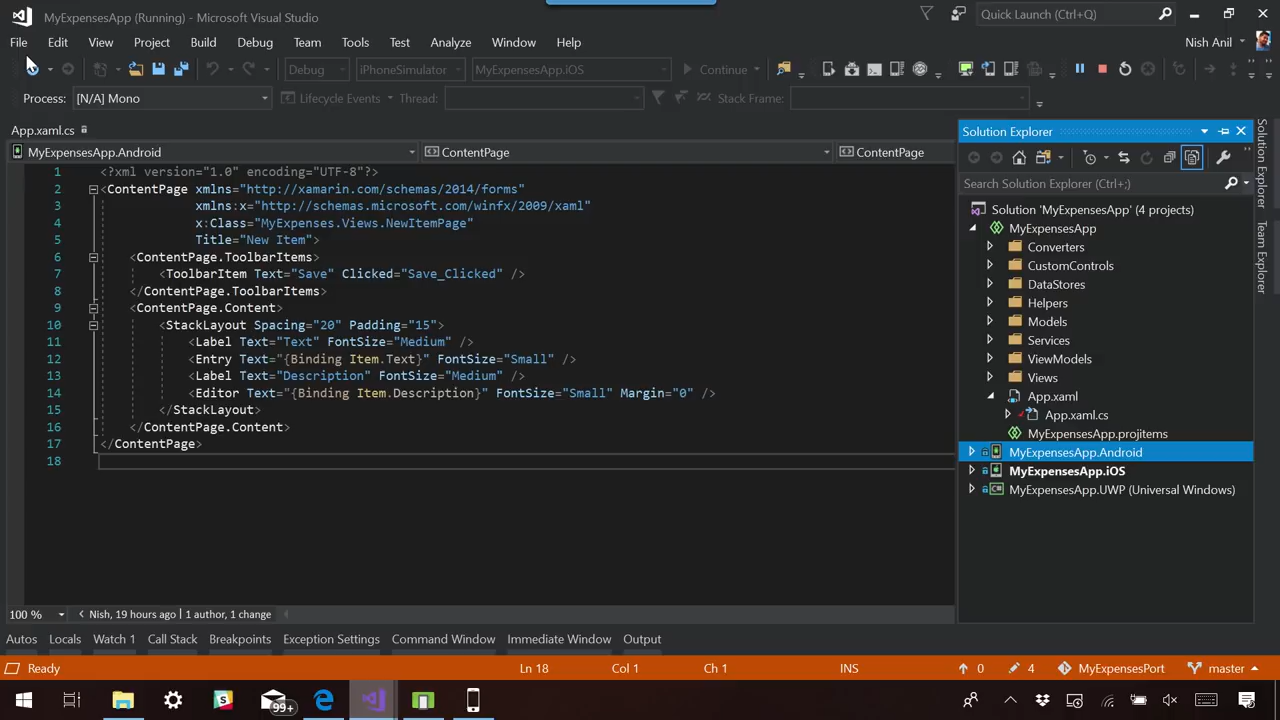 MyExpensesApp (Running) - Microsoft Visual Studio
Quick Launch (Ctrl+Q)
File Edit View Project Build Debug Team Tools Test Analyze Window Help
Nish Anil
Debug iPhoneSimulator MyExpensesApp.iOS Continue
Process: [N/A] Mono Lifecycle Events Thread: Stack Frame:
App.xaml.cs
MyExpensesApp.Android ContentPage ContentPage
1 <?xml version="1.0" encoding="UTF-8"?>
2 <ContentPage xmlns="http://xamarin.com/schemas/2014/forms"
3 xmlns:x="http://schemas.microsoft.com/winfx/2009/xaml"
4 x:Class="MyExpenses.Views.NewItemPage"
5 Title="New Item">
6 <ContentPage.ToolbarItems>
7 <ToolbarItem Text="Save" Clicked="Save_Clicked" />
8 </ContentPage.ToolbarItems>
9 <ContentPage.Content>
10 <StackLayout Spacing="20" Padding="15">
11 <Label Text="Text" FontSize="Medium" />
12 <Entry Text="{Binding Item.Text}" FontSize="Small" />
13 <Label Text="Description" FontSize="Medium" />
14 <Editor Text="{Binding Item.Description}" FontSize="Small" Margin="0" />
15 </StackLayout>
16 </ContentPage.Content>
17 </ContentPage>
18
100 % Nish, 19 hours ago | 1 author, 1 change
Solution Explorer
Search Solution Explorer (Ctrl+;)
Solution 'MyExpensesApp' (4 projects)
MyExpensesApp
Converters
CustomControls
DataStores
Helpers
Models
Services
ViewModels
Views
App.xaml
App.xaml.cs
MyExpensesApp.projitems
MyExpensesApp.Android
MyExpensesApp.iOS
MyExpensesApp.UWP (Universal Windows)
Solution Explorer
Team Explorer
Autos Locals Watch 1 Call Stack Breakpoints Exception Settings Command Window Immediate Window Output
Ready Ln 18 Col 1 Ch 1 INS 0 4 MyExpensesPort master
99+